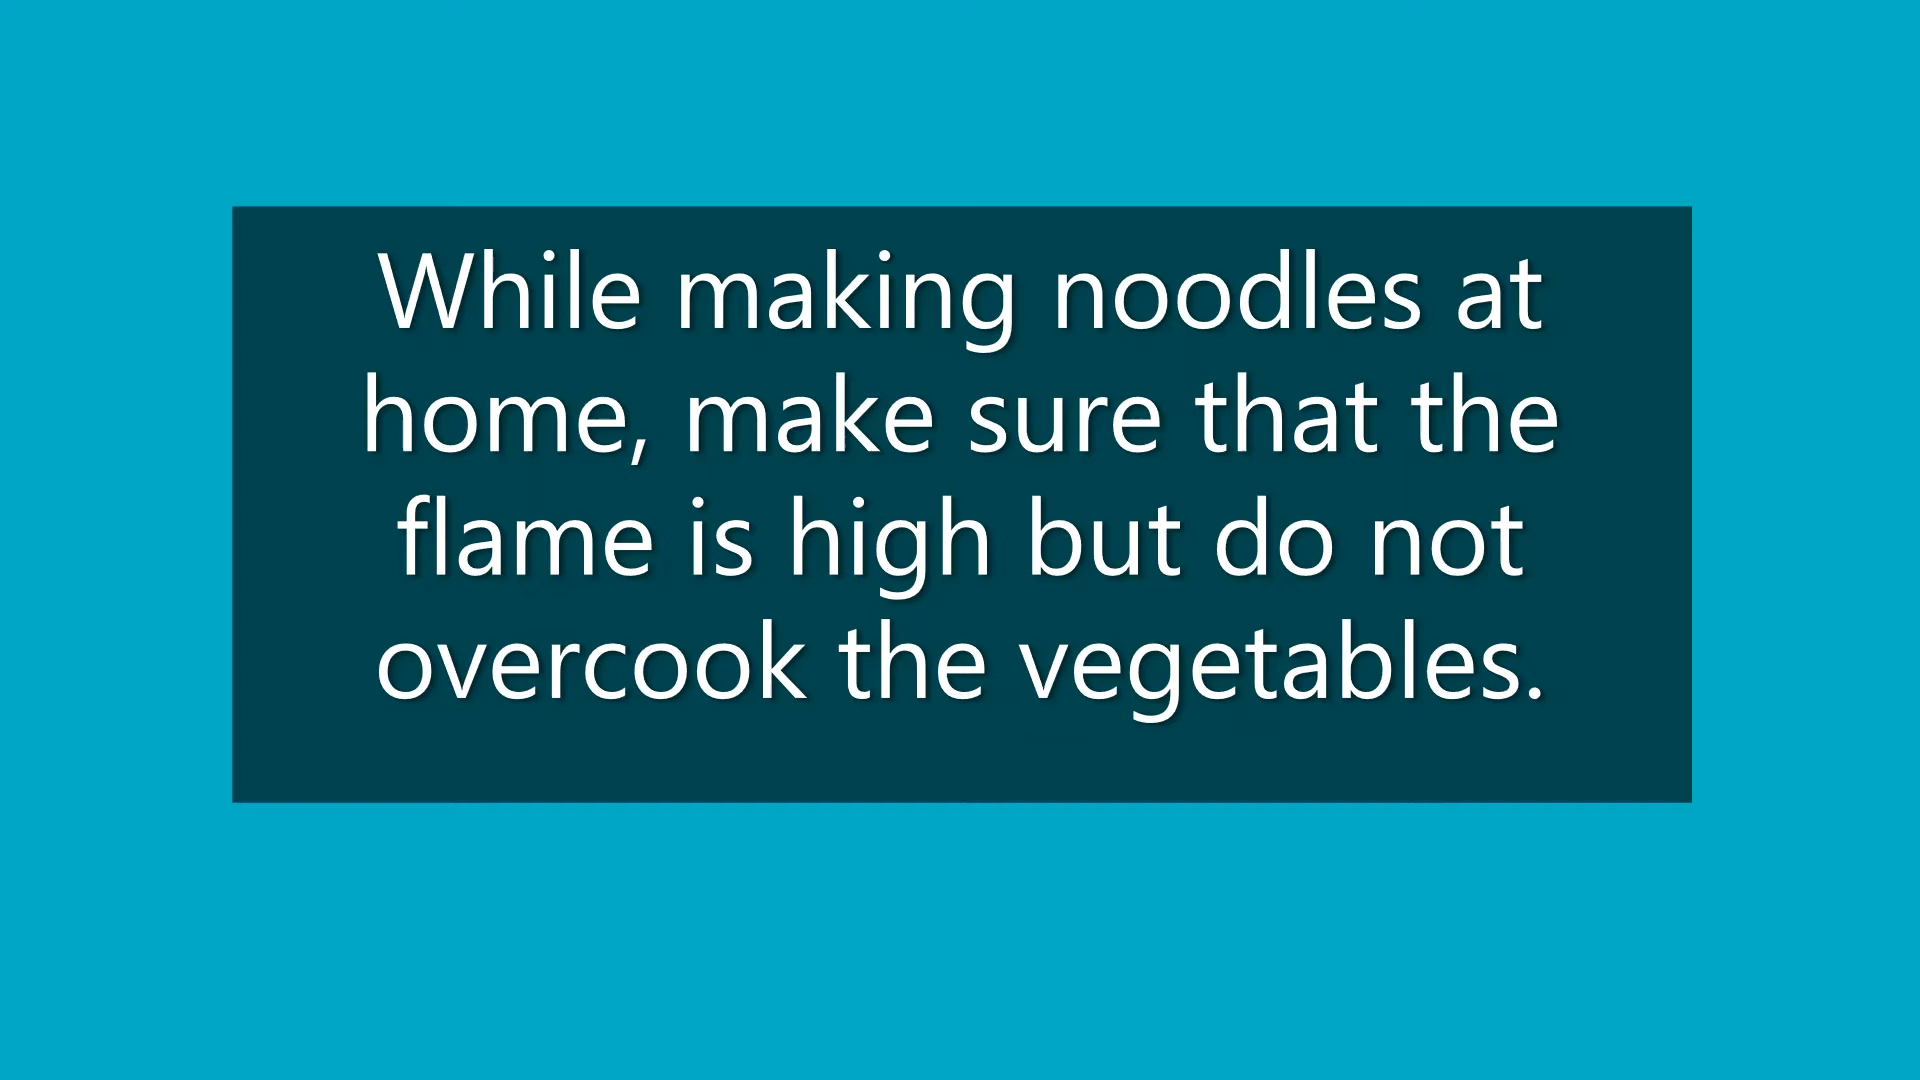 While making noodles at
home, make sure that the
flame is high but do not
overcook the vegetables.